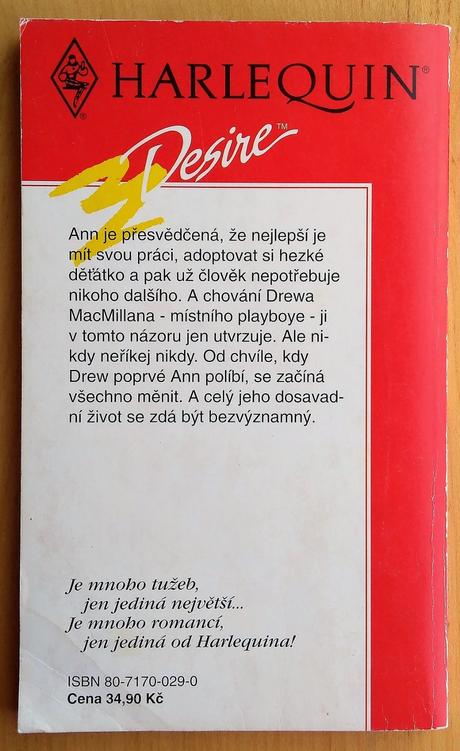 HARLEQUIN®
®
Desire™
Ann je přesvědčená, že nejlepší je
mít svou práci, adoptovat si hezké
děťátko a pak už člověk nepotřebuje
nikoho dalšího. A chování Drewa
MacMillana - místního playboye - ji
v tomto názoru jen utvrzuje. Ale ni-
kdy neříkej nikdy. Od chvíle, kdy
Drew poprvé Ann políbí, se začíná
všechno měnit. A celý jeho dosavad-
ní život se zdá být bezvýznamný.
Je mnoho tužeb,
jen jediná největší...
Je mnoho romancí,
jen jediná od Harlequina!
ISBN 80-7170-029-0
Cena 34,90 Kč